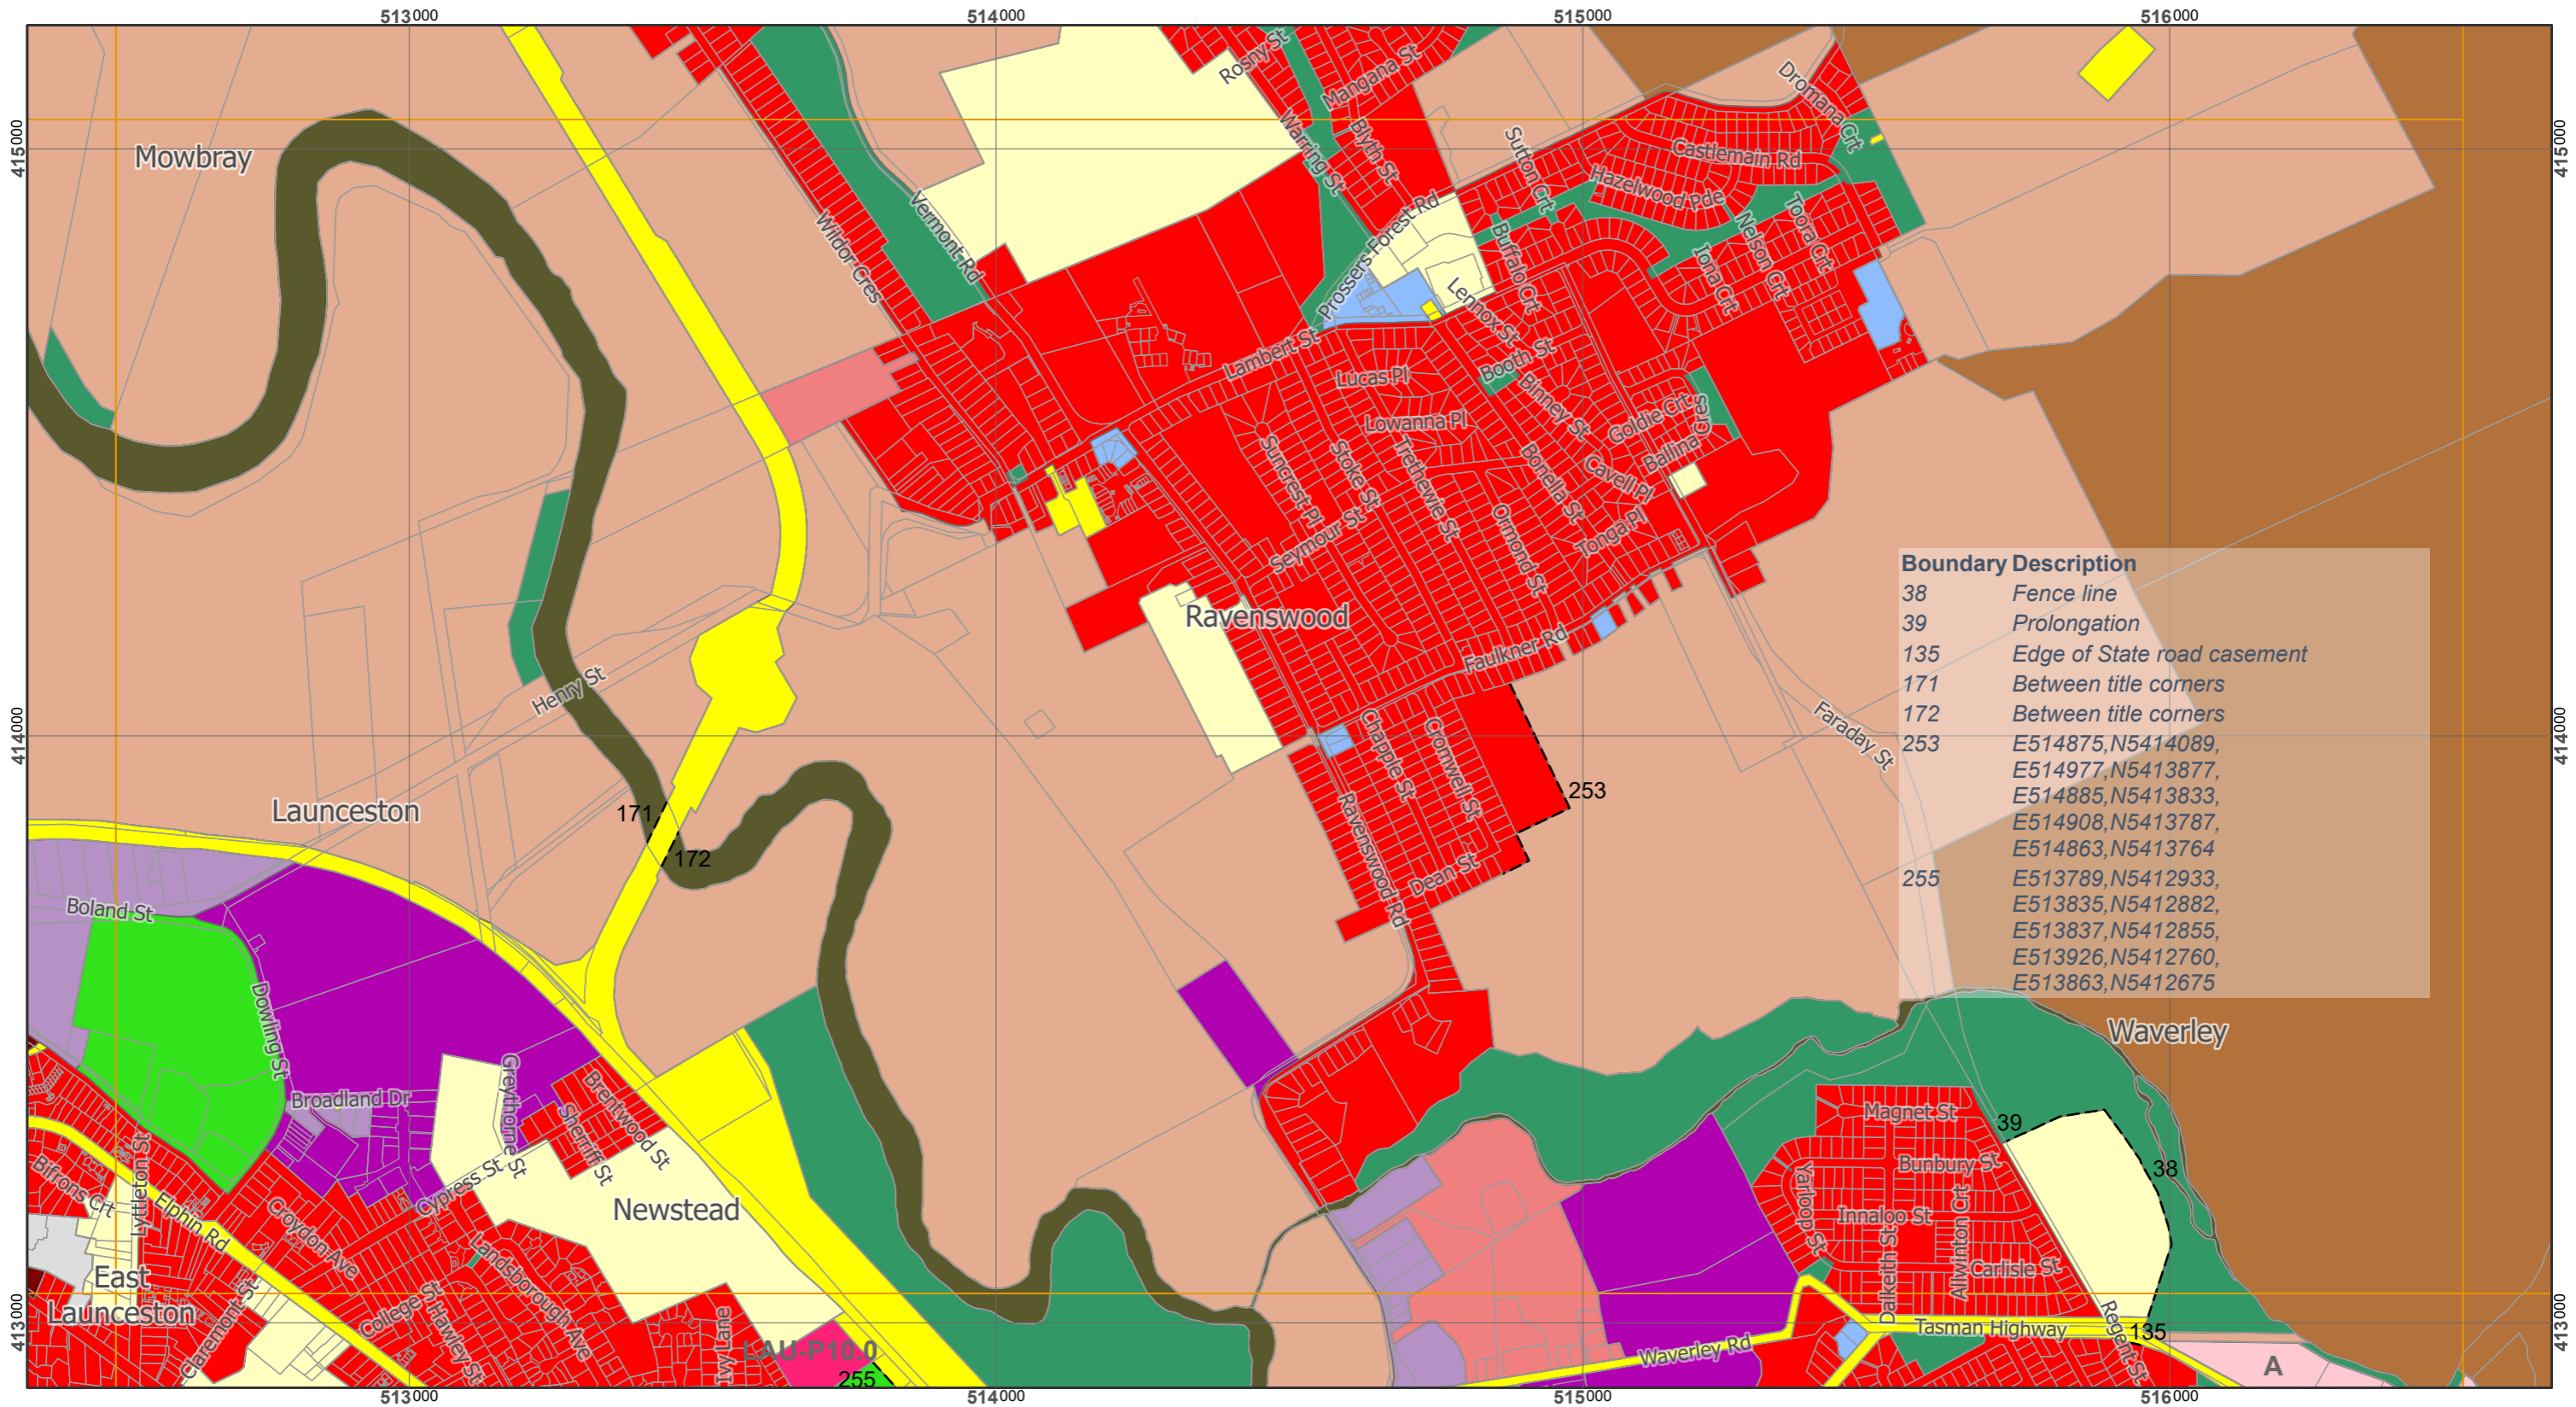 513000 514000 515000 516000
415000
414000
413000
415000
414000
413000
Mowbray
Rosny St
Mangana St
Warring St
Blyth St
Dromana Crt
Sutton Crt
Castlemain Rd
Hazelwood Pde
Vermont Rd
Wildor Cres
Prossers Forest Rd
Buffalo Crt
Toora Crt
Nelson Crt
Iona Crt
Lennox St
Lambert St
Booth St
Lucas Pl
Binney St
Goldie Crt
Ballina Cres
Lowanna Pl
Suncrest Pl
Stoke St
Trethewie St
Bonella St
Cavell Pl
Seymour St
Ormond St
Tonga Pl
Ravenswood
Faulkner Rd
Henry St
Faraday St
Chapple St
Cromwell St
253
171
172
Launceston
Ravenswood Rd
Dean St
Boundary Description
38 Fence line
39 Prolongation
135 Edge of State road casement
171 Between title corners
172 Between title corners
253 E514875,N5414089,
E514977,N5413877,
E514885,N5413833,
E514908,N5413787,
E514863,N5413764
255 E513789,N5412933,
E513835,N5412882,
E513837,N5412855,
E513926,N5412760,
E513863,N5412675
Boland St
Dowling St
Waverley
Broadland Dr
Greythorne St
Brentwood St
Sherriff St
Cypress St
Lyttleton St
Bifrons Crt
Elphin Rd
Croydon Ave
Newstead
Magnet St
39
Bunbury St
38
Yarloop St
Innaloo St
Dalkeith St
Allwinton Crt
Carlisle St
East
Launceston
Claremont St
College St
Hawley St
Landsborough Ave
Ivy Lane
LAU-P10.0
255
Waverley Rd
Tasman Highway
Regent St
135
A
513000 514000 515000 516000